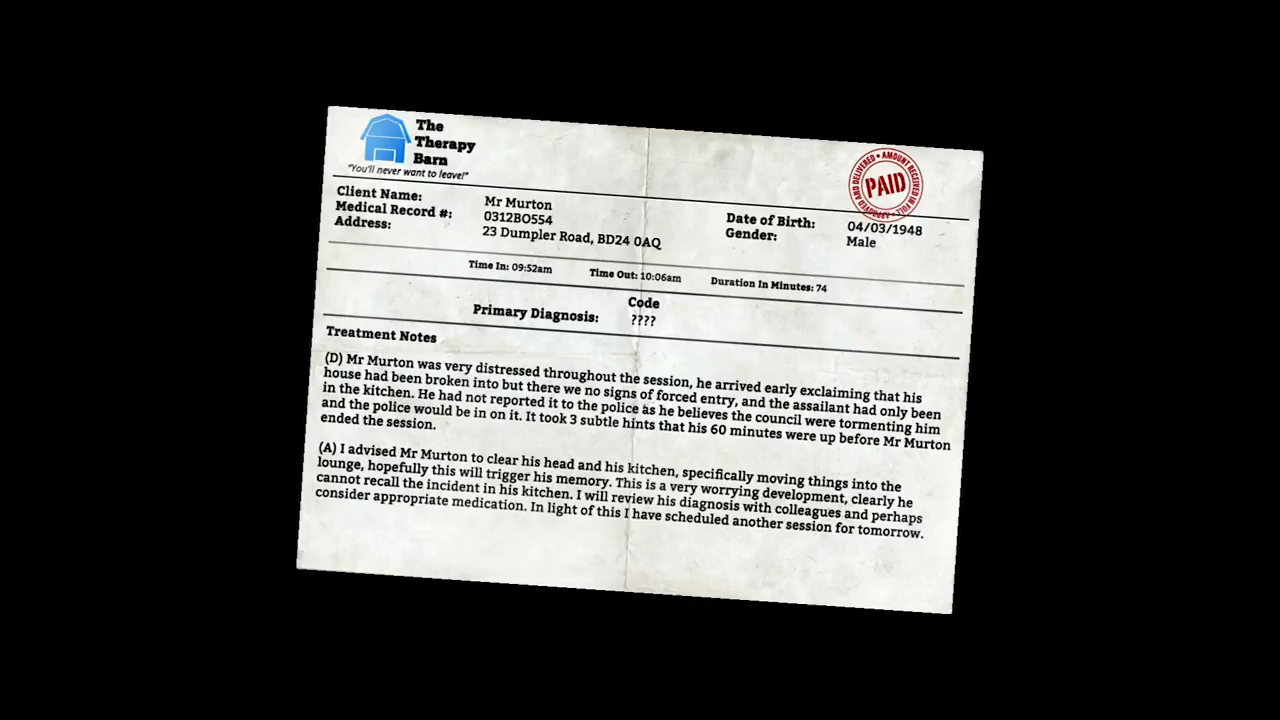 The
Therapy
Barn
"You'll never want to leave!"
AND DELIVERED • AMOUNT RECEIVED IN FULL
PAID
Client Name: Mr Murton
Medical Record #: 0312BO554
Address: 23 Dumpler Road, BD24 0AQ
Date of Birth: 04/03/1948
Gender: Male
Time In: 09:52am Time Out: 10:06am Duration In Minutes: 74
Code
Primary Diagnosis: ????
Treatment Notes
(D) Mr Murton was very distressed throughout the session, he arrived early exclaiming that his
house had been broken into but there we no signs of forced entry, and the assailant had only been
in the kitchen. He had not reported it to the police as he believes the council were tormenting him
and the police would be in on it. It took 3 subtle hints that his 60 minutes were up before Mr Murton
ended the session.
(A) I advised Mr Murton to clear his head and his kitchen, specifically moving things into the
lounge, hopefully this will trigger his memory. This is a very worrying development, clearly he
cannot recall the incident in his kitchen. I will review his diagnosis with colleagues and perhaps
consider appropriate medication. In light of this I have scheduled another session for tomorrow.